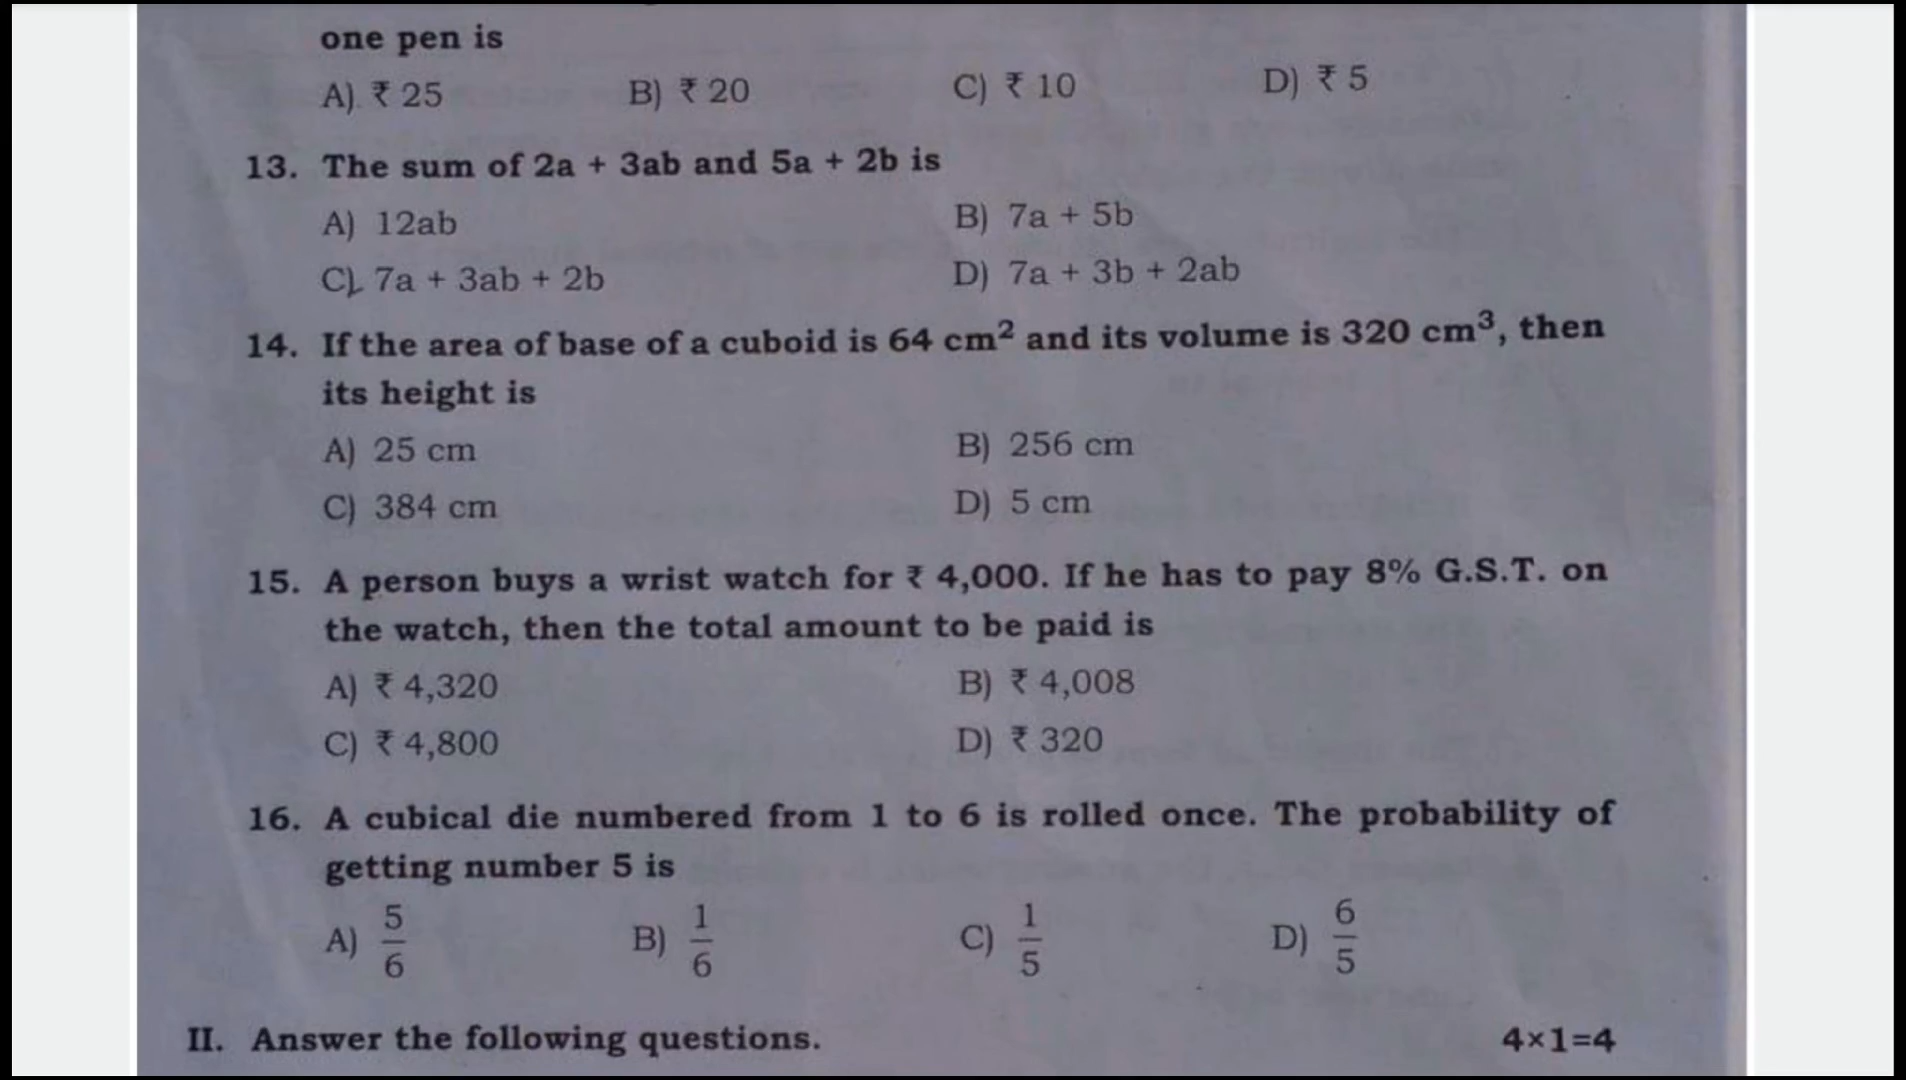 one pen is
A) ₹ 25 B) ₹ 20 C) ₹ 10 D) ₹ 5
13. The sum of 2a + 3ab and 5a + 2b is
A) 12ab B) 7a + 5b
C) 7a + 3ab + 2b D) 7a + 3b + 2ab
14. If the area of base of a cuboid is 64 cm² and its volume is 320 cm³, then
its height is
A) 25 cm B) 256 cm
C) 384 cm D) 5 cm
15. A person buys a wrist watch for ₹ 4,000. If he has to pay 8% G.S.T. on
the watch, then the total amount to be paid is
A) ₹ 4,320 B) ₹ 4,008
C) ₹ 4,800 D) ₹ 320
16. A cubical die numbered from 1 to 6 is rolled once. The probability of
getting number 5 is
A) 5/6 B) 1/6 C) 1/5 D) 6/5
II. Answer the following questions. 4×1=4